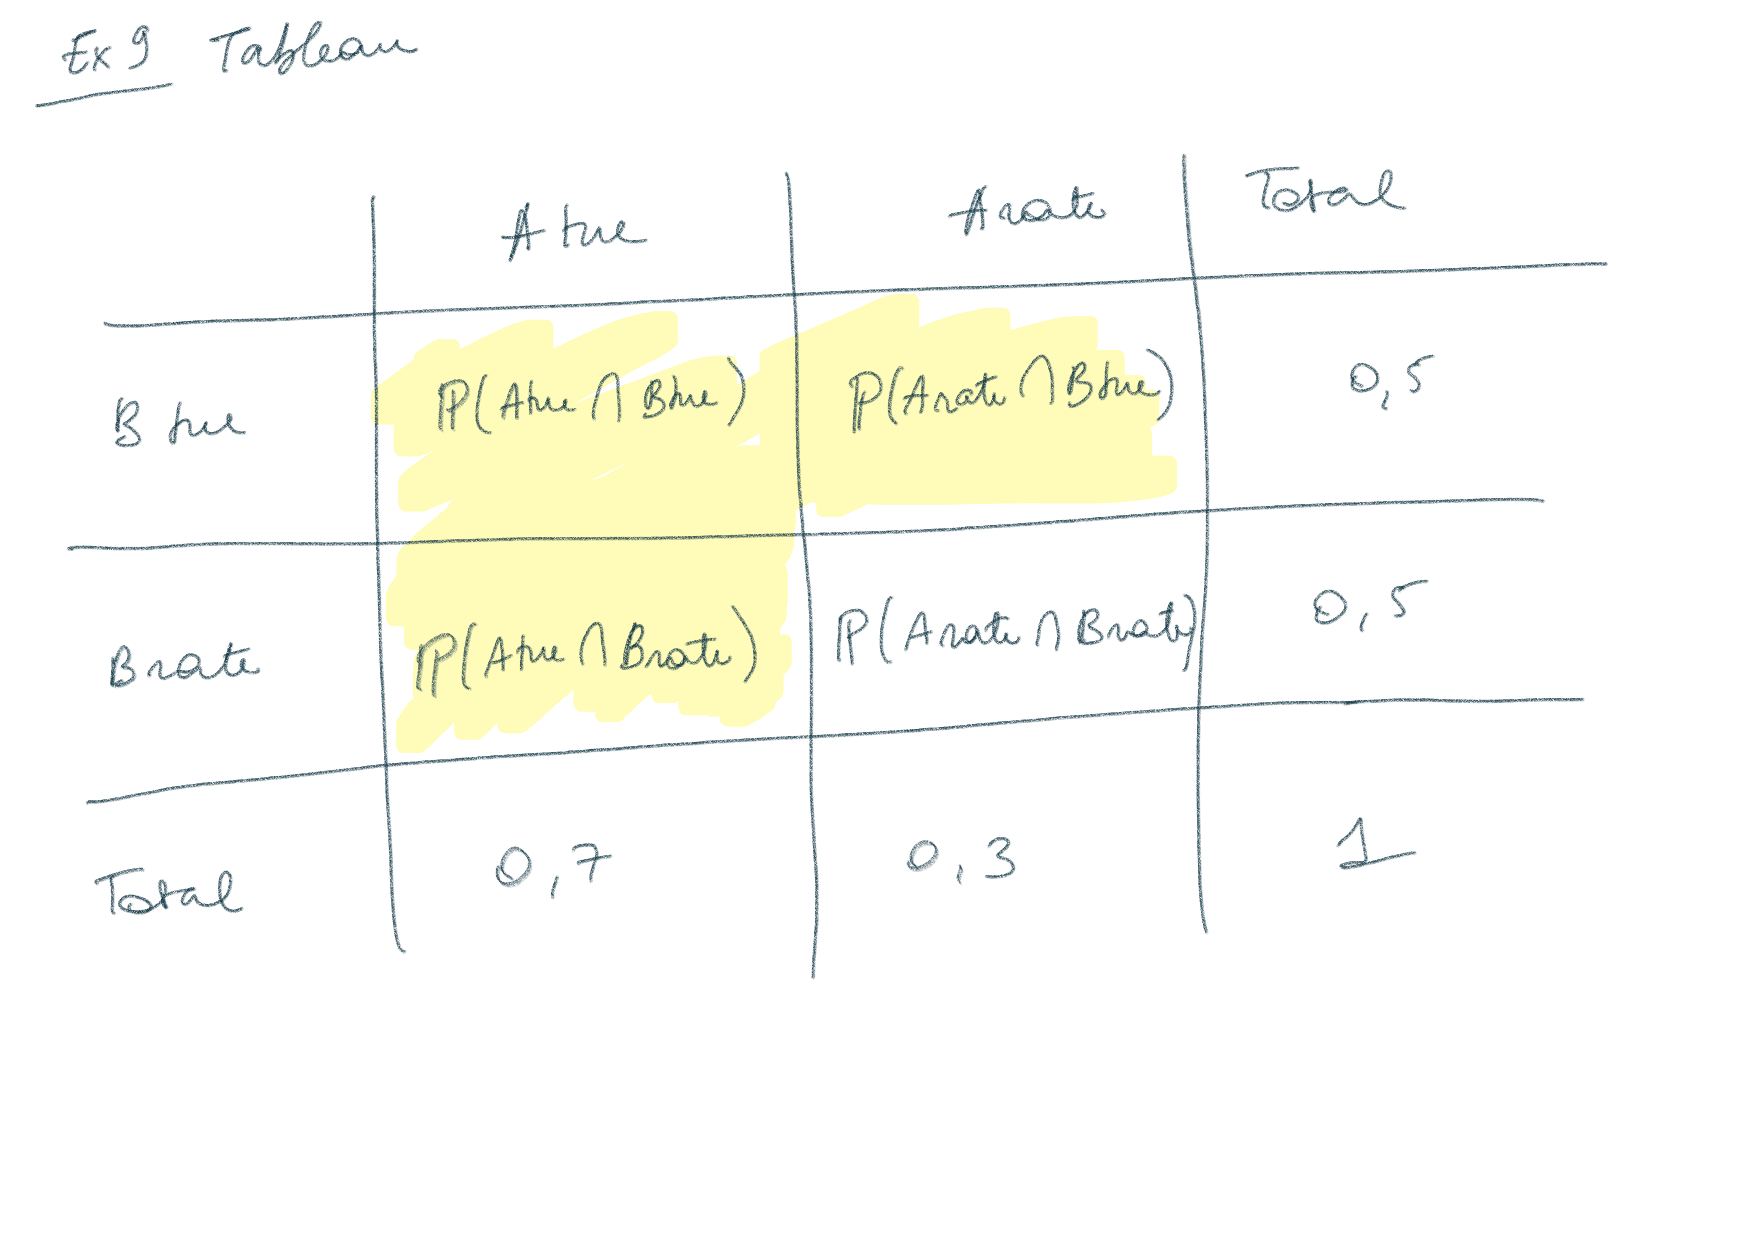 Ex 9 Tableau
A tue A rate Total
B tue P(A tue ∩ B tue) P(A rate ∩ B tue) 0,5
B rate P(A tue ∩ B rate) P(A rate ∩ B rate) 0,5
Total 0,7 0,3 1